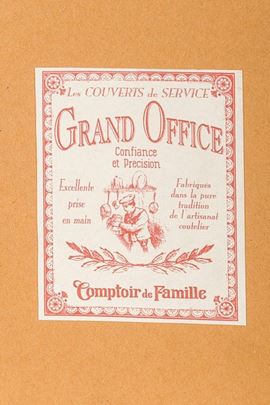 Les COUVERTS de SERVICE
GRAND OFFICE
Confiance
et Precision
Excellente
prise
en main
Fabriqués
dans la pure
tradition
de l'artisanat
coutelier
Comptoir de Famille